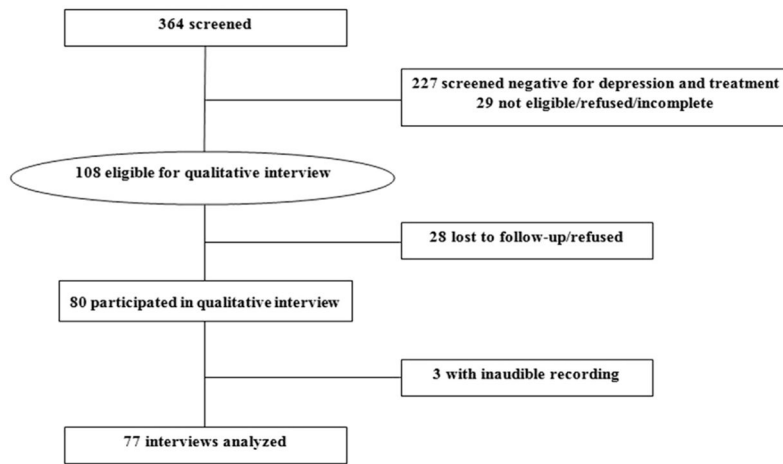 364 screened
227 screened negative for depression and treatment
29 not eligible/refused/incomplete
108 eligible for qualitative interview
28 lost to follow-up/refused
80 participated in qualitative interview
3 with inaudible recording
77 interviews analyzed